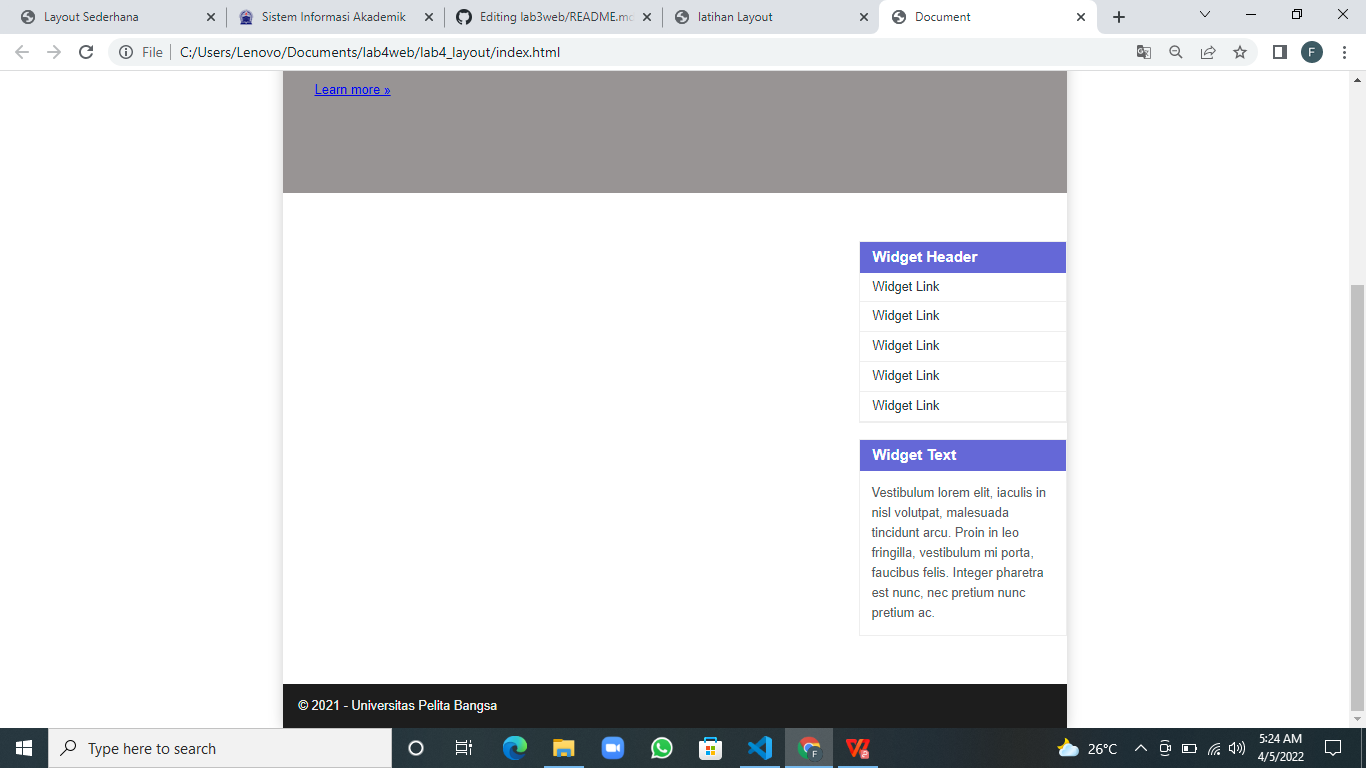 Layout Sederhana
Sistem Informasi Akademik
Editing lab3web/README.md
latihan Layout
Document
File
C:/Users/Lenovo/Documents/lab4web/lab4_layout/index.html
F
Learn more »
Widget Header
Widget Link
Widget Link
Widget Link
Widget Link
Widget Link
Widget Text
Vestibulum lorem elit, iaculis in
nisl volutpat, malesuada
tincidunt arcu. Proin in leo
fringilla, vestibulum mi porta,
faucibus felis. Integer pharetra
est nunc, nec pretium nunc
pretium ac.
© 2021 - Universitas Pelita Bangsa
Type here to search
F
26°C
5:24 AM
4/5/2022